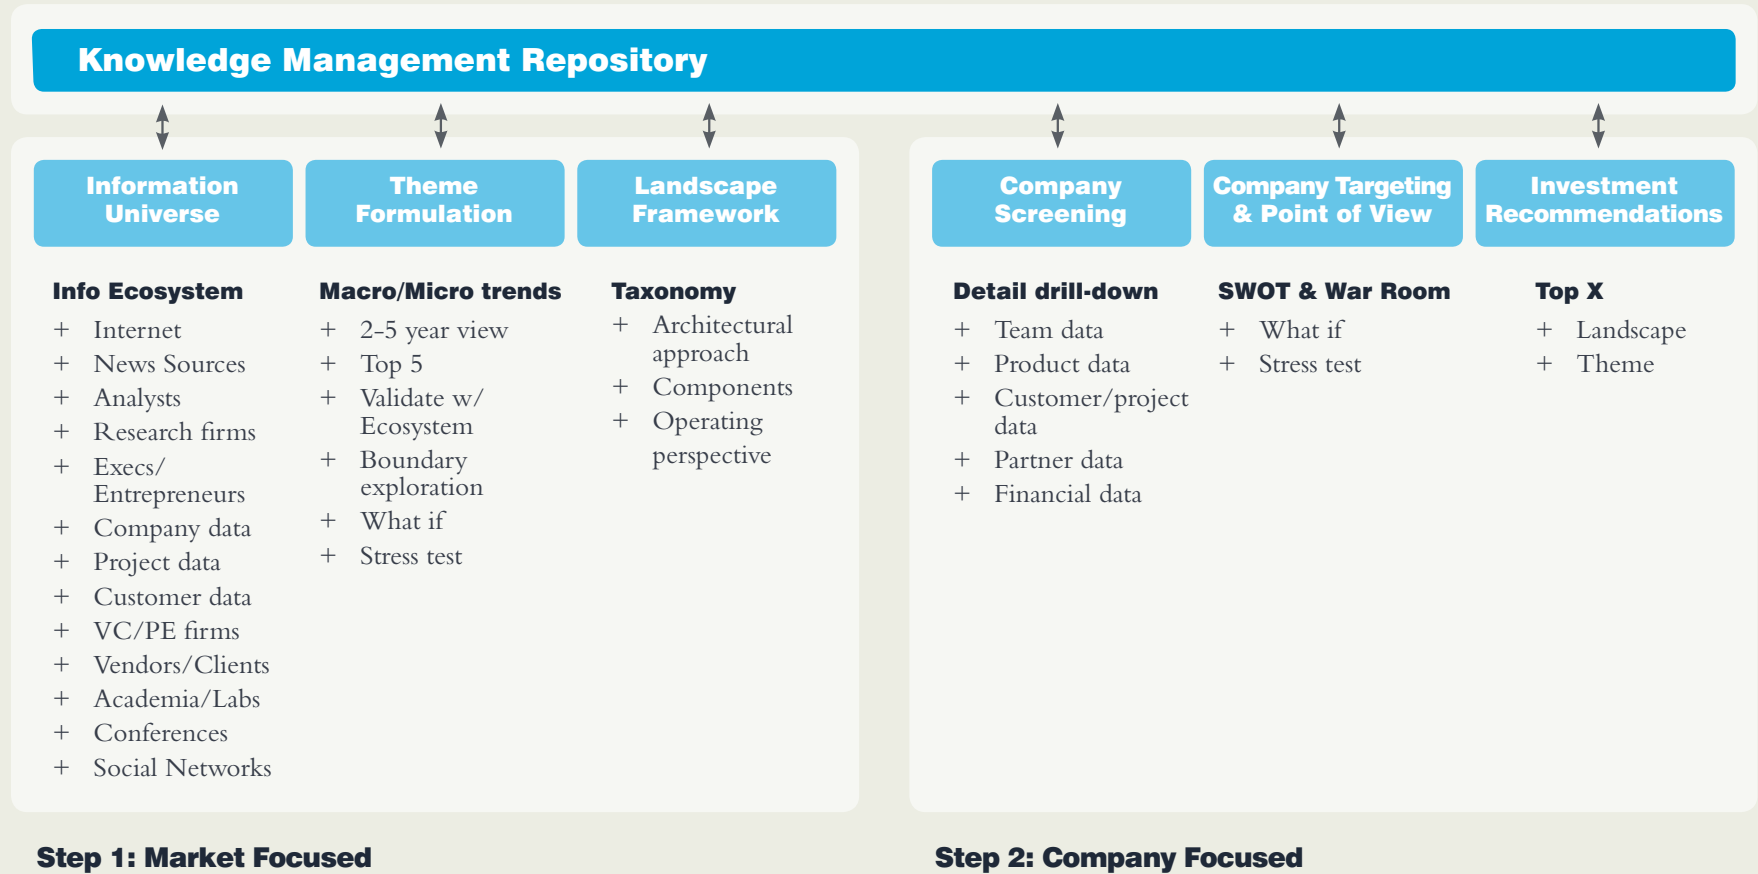 Knowledge Management Repository
Information
Universe
Theme
Formulation
Landscape
Framework
Company
Screening
Company Targeting
& Point of View
Investment
Recommendations
Info Ecosystem
+ Internet
+ News Sources
+ Analysts
+ Research firms
+ Execs/
Entrepreneurs
+ Company data
+ Project data
+ Customer data
+ VC/PE firms
+ Vendors/Clients
+ Academia/Labs
+ Conferences
+ Social Networks
Macro/Micro trends
+ 2-5 year view
+ Top 5
+ Validate w/
Ecosystem
+ Boundary
exploration
+ What if
+ Stress test
Taxonomy
+ Architectural
approach
+ Components
+ Operating
perspective
Detail drill-down
+ Team data
+ Product data
+ Customer/project
data
+ Partner data
+ Financial data
SWOT & War Room
+ What if
+ Stress test
Top X
+ Landscape
+ Theme
Step 1: Market Focused
Step 2: Company Focused